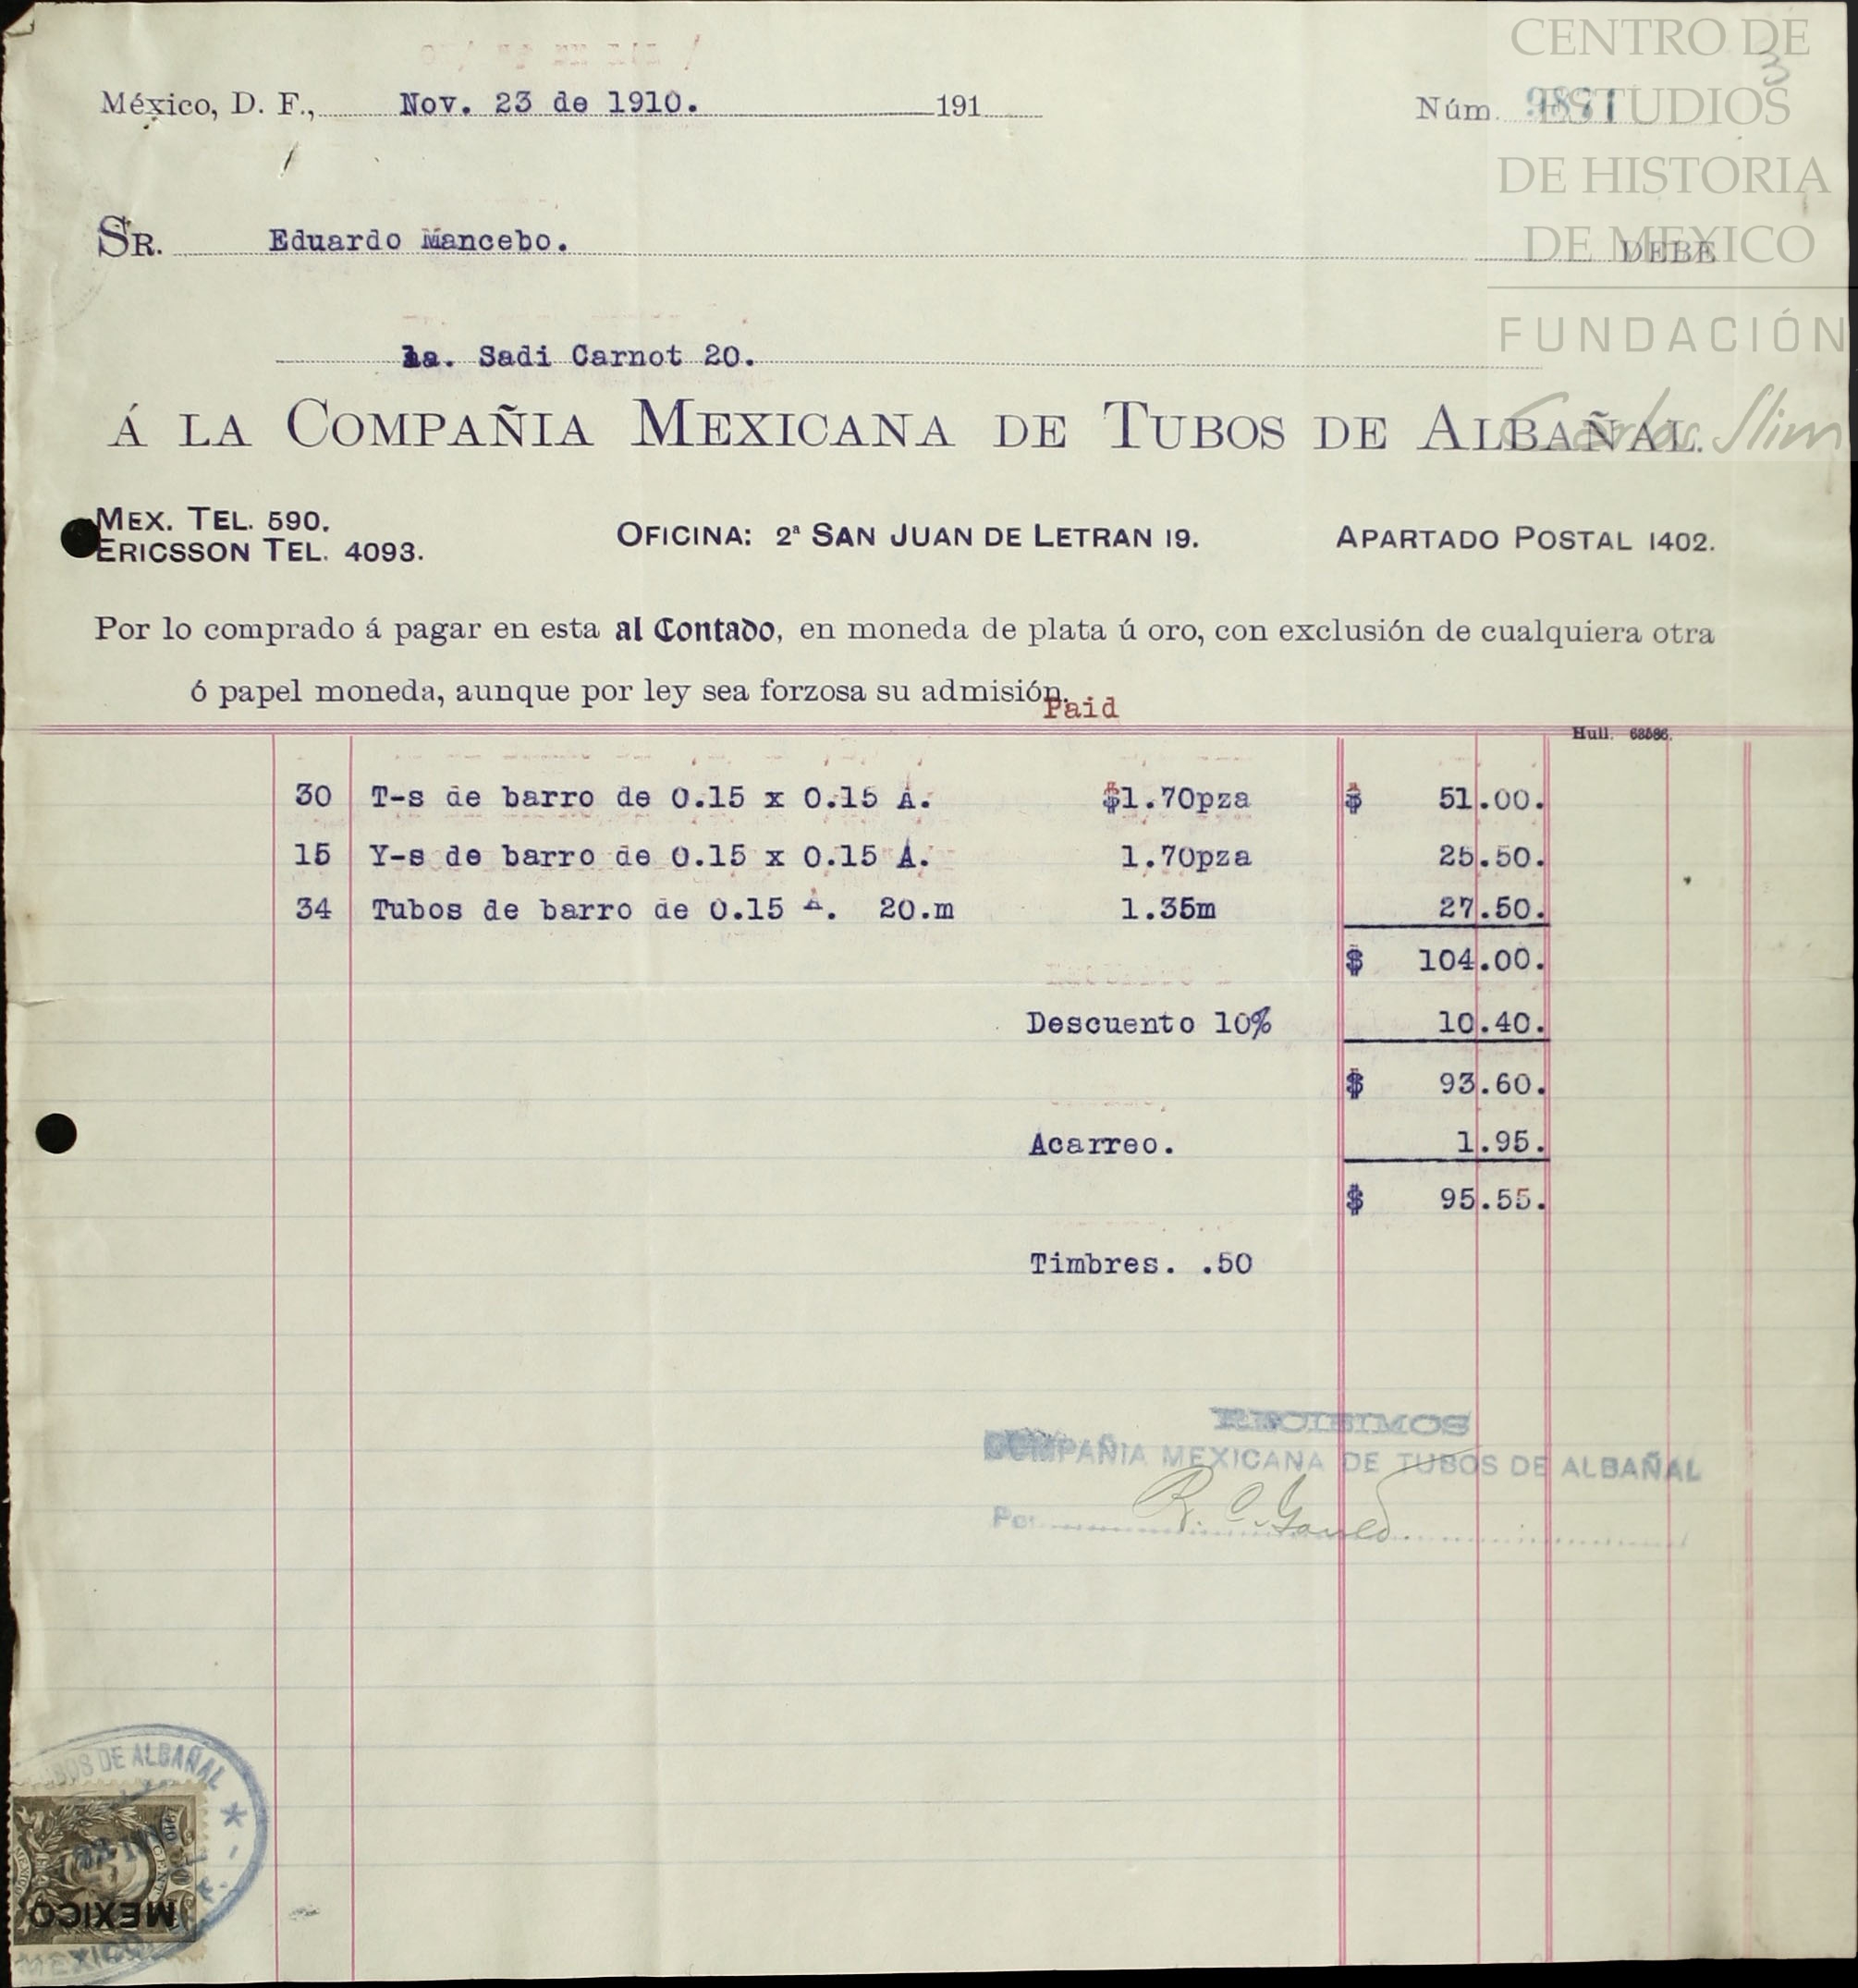 CENTRO DE
ESTUDIOS
DE HISTORIA
DE MEXICO
FUNDACIÓN
Carlos Slim
3
México, D. F., Nov. 23 de 1910. 191
Núm.
SR. Eduardo Mancebo. DEBE
1a. Sadi Carnot 20.
Á LA COMPAÑIA MEXICANA DE TUBOS DE ALBAÑAL.
MEX. TEL. 590.
ERICSSON TEL. 4093.
OFICINA: 2ª SAN JUAN DE LETRAN 19.
APARTADO POSTAL 1402.
Por lo comprado á pagar en esta al Contado, en moneda de plata ú oro, con exclusión de cualquiera otra
ó papel moneda, aunque por ley sea forzosa su admisión.
Paid
Hull. 68586.
30 T-s de barro de 0.15 x 0.15 A. $1.70pza $ 51.00.
15 Y-s de barro de 0.15 x 0.15 A. 1.70pza 25.50.
34 Tubos de barro de 0.15 A. 20.m 1.35m 27.50.
$ 104.00.
Descuento 10% 10.40.
$ 93.60.
Acarreo. 1.95.
$ 95.55.
Timbres. .50
RECIBIMOS
COMPAÑIA MEXICANA DE TUBOS DE ALBAÑAL
Por
BOS DE ALBAÑAL
MEXICO
MEXICO